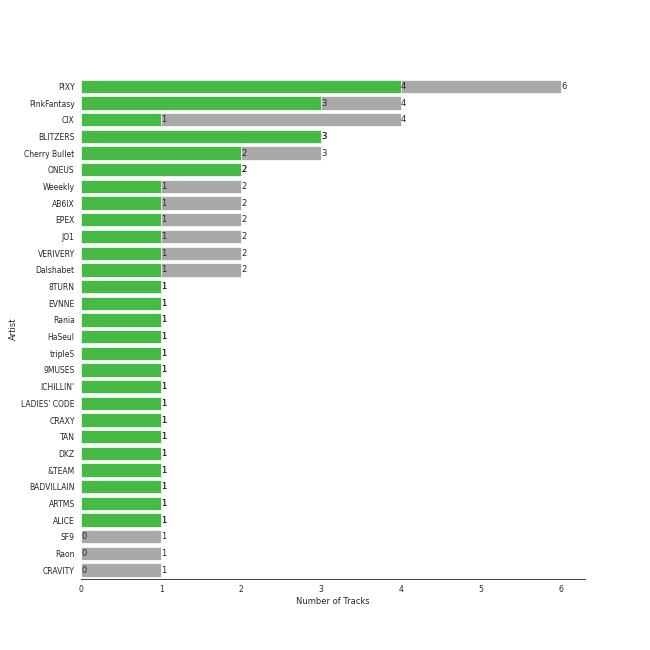 PIXY 4 6
PinkFantasy 3 4
CIX 1 4
BLITZERS 3
Cherry Bullet 2 3
ONEUS 2
Weeekly 1 2
AB6IX 1 2
EPEX 1 2
JO1 1 2
VERIVERY 1 2
Dalshabet 1 2
8TURN 1
EVNNE 1
Rania 1
HaSeul 1
tripleS 1
9MUSES 1
ICHILLIN' 1
LADIES' CODE 1
CRAXY 1
TAN 1
DKZ 1
&TEAM 1
BADVILLAIN 1
ARTMS 1
ALICE 1
SF9 0 1
Raon 0 1
CRAVITY 0 1
Artist
0 1 2 3 4 5 6
Number of Tracks